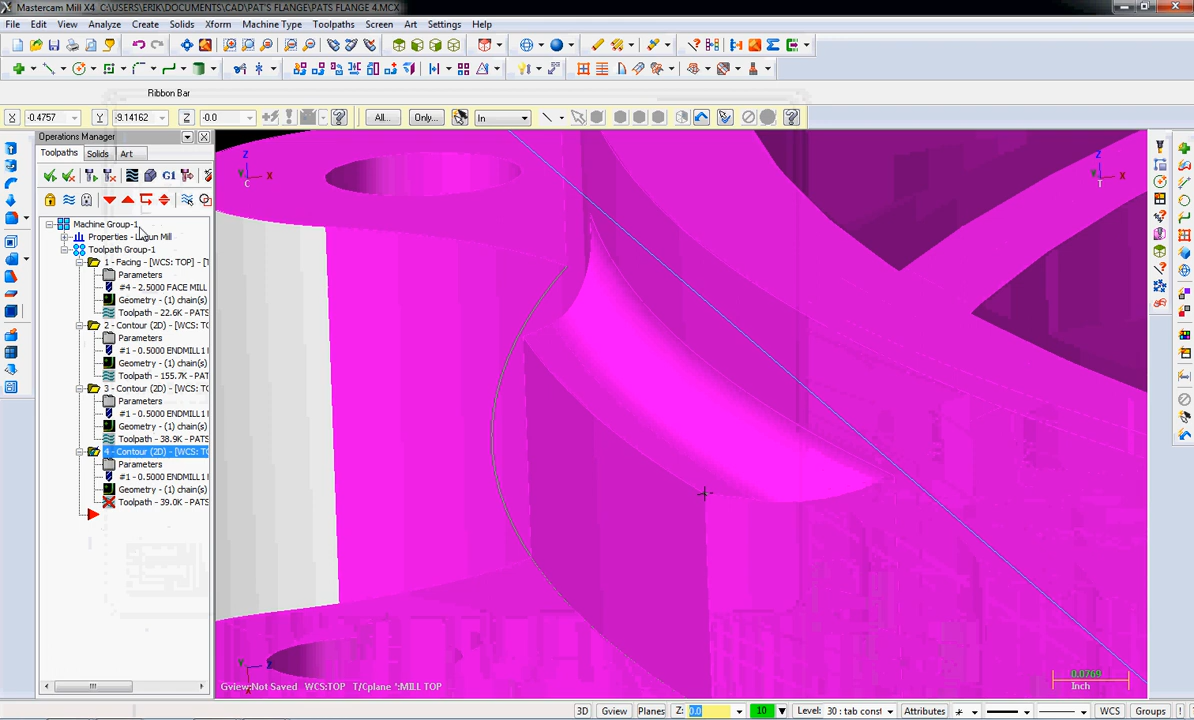 Mastercam Mill X4 C:\USERS\ERIK\DOCUMENTS\CAD\PAT'S FLANGE\PATS FLANGE 4.MCX
File Edit View Analyze Create Solids Xform Machine Type Toolpaths Screen Art Settings Help
Ribbon Bar
X -0.4757 Y -9.14162 Z -0.0 All... Only... In
Operations Manager
Toolpaths Solids Art
G1
Machine Group-1
Properties - Lagun Mill
Toolpath Group-1
1 - Facing - [WCS: TOP] - [T
Parameters
#4 - 2.5000 FACE MILL
Geometry - (1) chain(s)
Toolpath - 22.6K - PATS
2 - Contour (2D) - [WCS: TO
Parameters
#1 - 0.5000 ENDMILL1
Geometry - (1) chain(s)
Toolpath - 155.7K - PAT
3 - Contour (2D) - [WCS: TO
Parameters
#1 - 0.5000 ENDMILL1
Geometry - (1) chain(s)
Toolpath - 38.9K - PATS
4 - Contour (2D) - [WCS: TO
Parameters
#1 - 0.5000 ENDMILL1
Geometry - (1) chain(s)
Toolpath - 39.0K - PATS
Z
Y X
C
Z
Y X
T
Gview:Not Saved WCS:TOP T/Cplane :MILL TOP
0.0769
Inch
3D Gview Planes Z: 0.0 10 Level: 30 : tab const Attributes WCS Groups